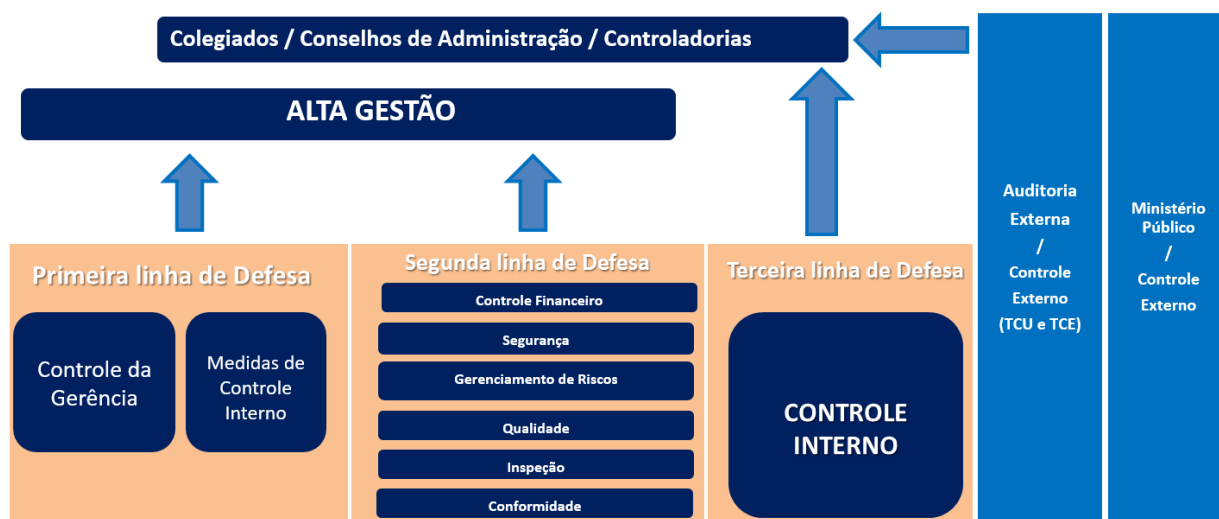 Colegiados / Conselhos de Administração / Controladorias
ALTA GESTÃO
Primeira linha de Defesa
Controle da
Gerência
Medidas de
Controle
Interno
Segunda linha de Defesa
Controle Financeiro
Segurança
Gerenciamento de Riscos
Qualidade
Inspeção
Conformidade
Terceira linha de Defesa
CONTROLE
INTERNO
Auditoria
Externa
/
Controle
Externo
(TCU e TCE)
Ministério
Público
/
Controle
Externo